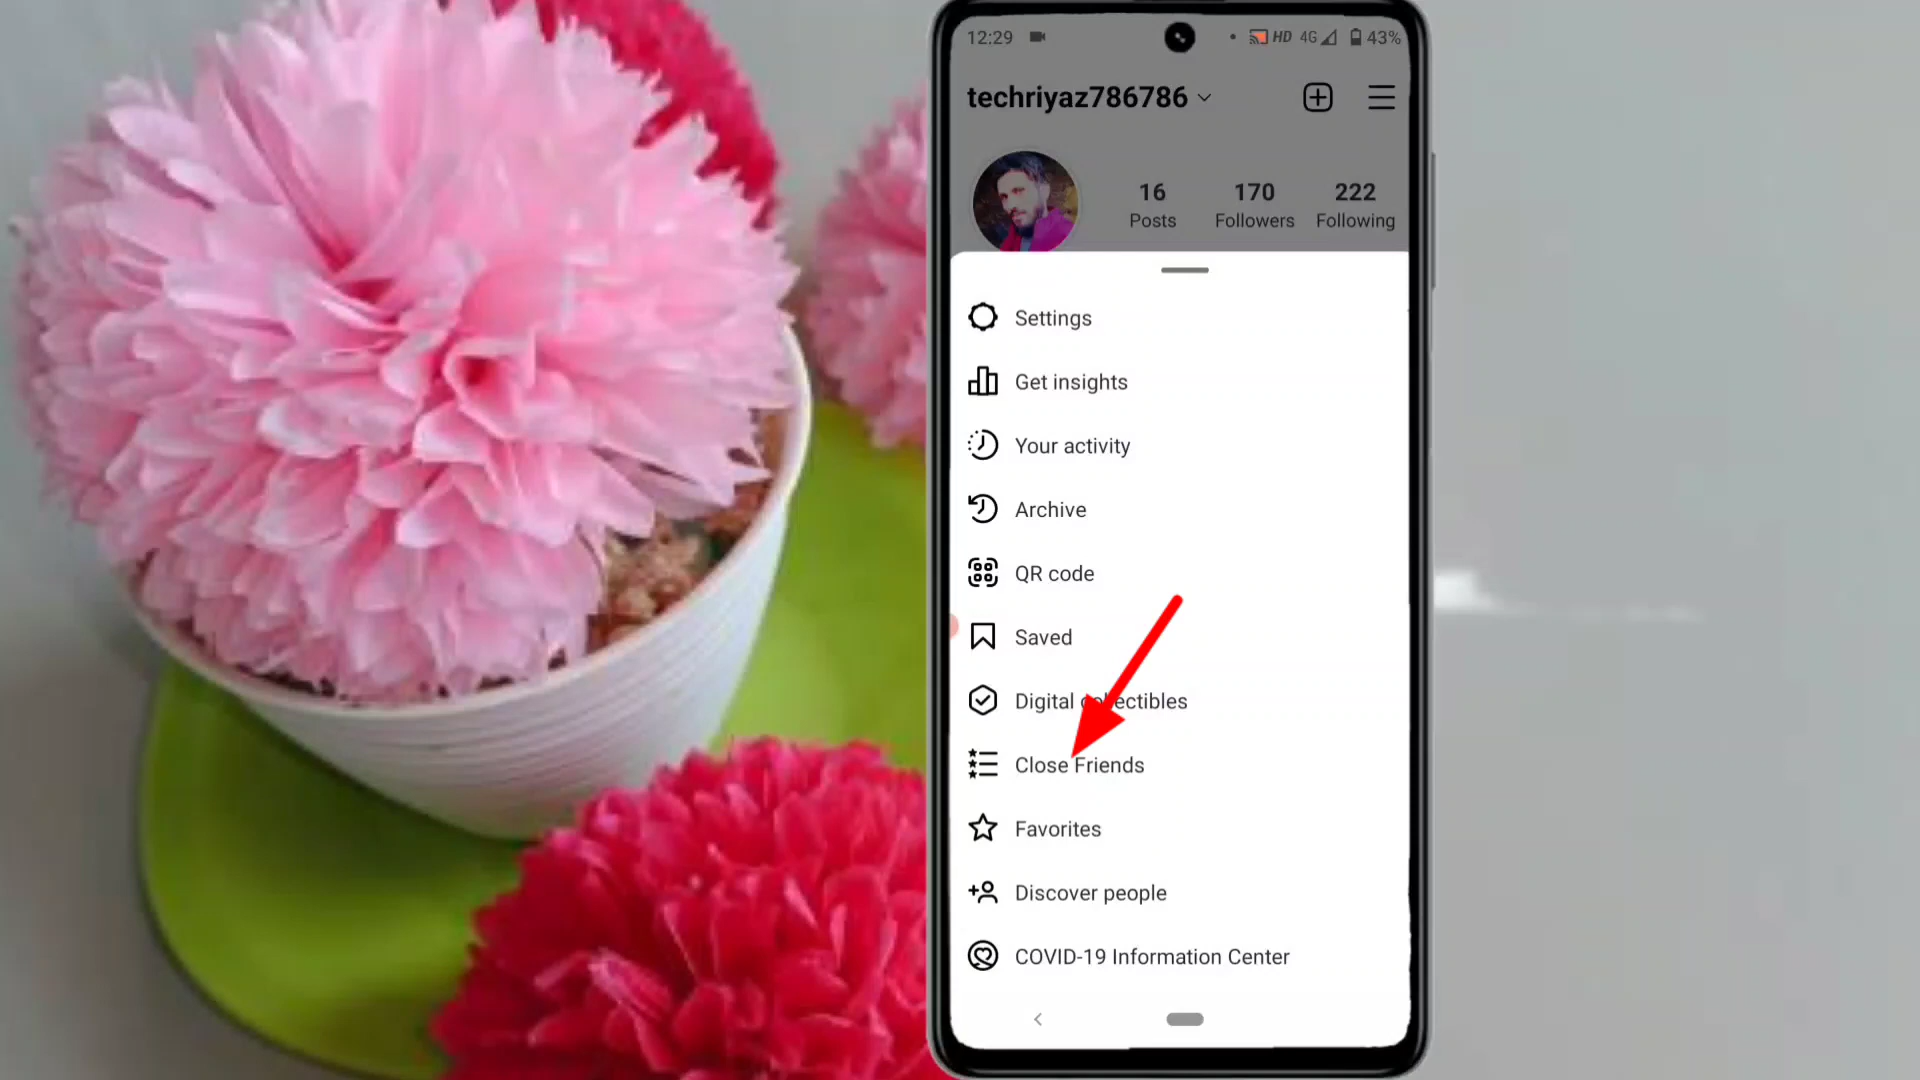 12:29 HD 4G 43%
techriyaz786786
16 170 222
Posts Followers Following
Settings
Get insights
Your activity
Archive
QR code
Saved
Digital collectibles
Close Friends
Favorites
Discover people
COVID-19 Information Center